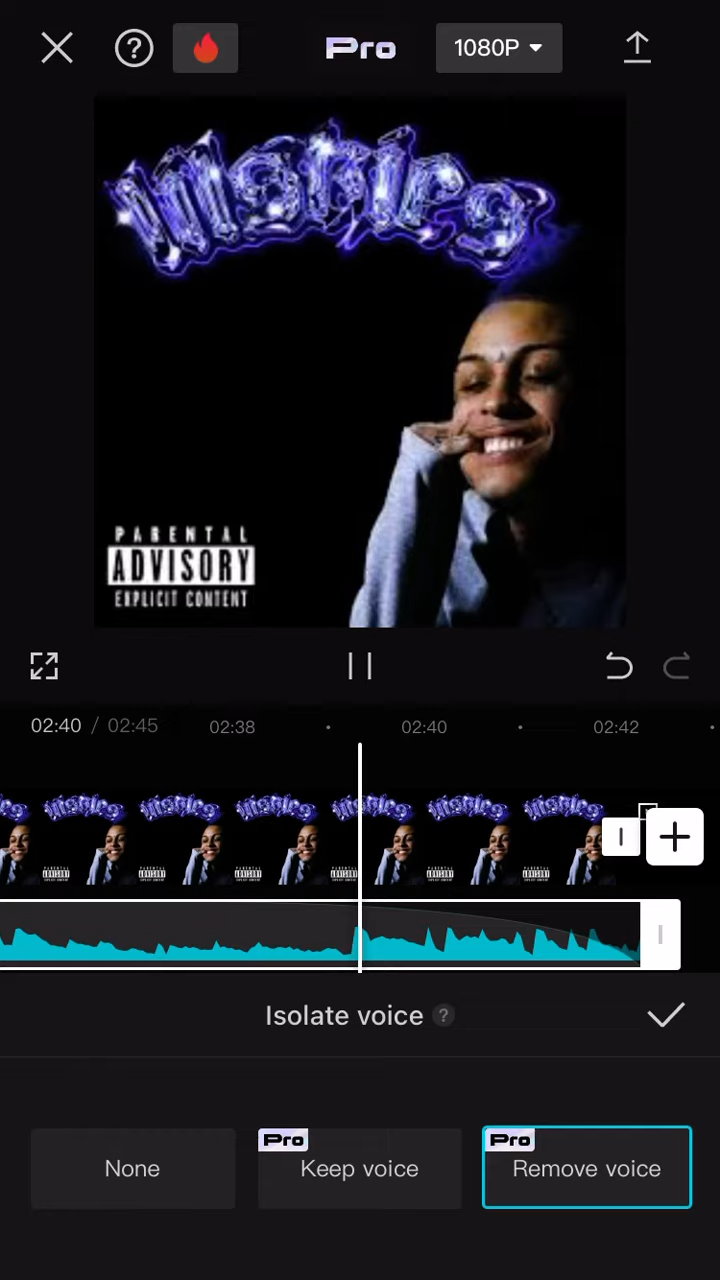 Pro
1080P
PARENTAL
ADVISORY
EXPLICIT CONTENT
02:40 / 02:45
02:38
02:40
02:42
Isolate voice ?
None
Pro
Keep voice
Pro
Remove voice